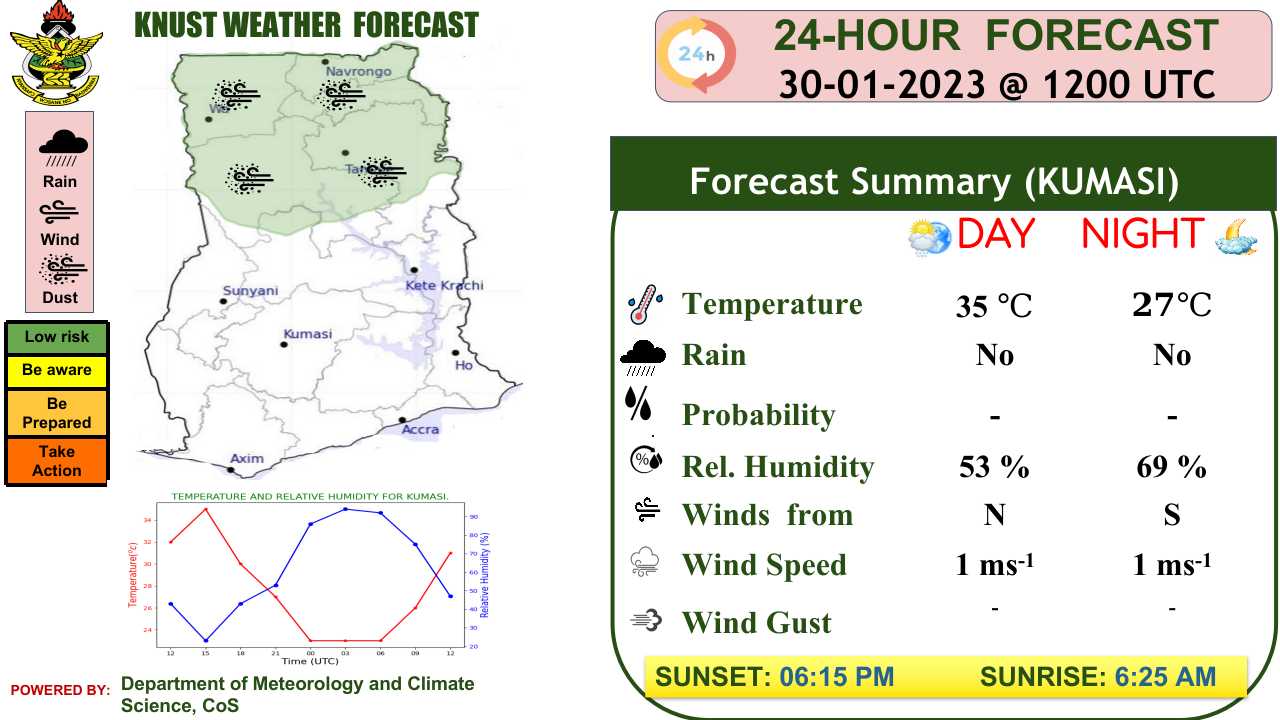 KNUST WEATHER FORECAST
Rain
Wind
Dust
Low risk
Be aware
Be
Prepared
Take
Action
Navrongo
Wa
Sunyani
Kete Krachi
Kumasi
Ho
Accra
Axim
TEMPERATURE AND RELATIVE HUMIDITY FOR KUMASI.
Temperature(°c)
34
32
30
28
26
24
Relative Humidity (%)
90
80
70
60
50
40
30
20
12 15 18 21 00 03 06 09 12
Time (UTC)
POWERED BY: Department of Meteorology and Climate
Science, CoS
24h
24-HOUR FORECAST
30-01-2023 @ 1200 UTC
Forecast Summary (KUMASI)
DAY NIGHT
Temperature 35 °C 27°C
Rain No No
Probability - -
% Rel. Humidity 53 % 69 %
Winds from N S
Wind Speed 1 ms-1 1 ms-1
Wind Gust - -
SUNSET: 06:15 PM SUNRISE: 6:25 AM